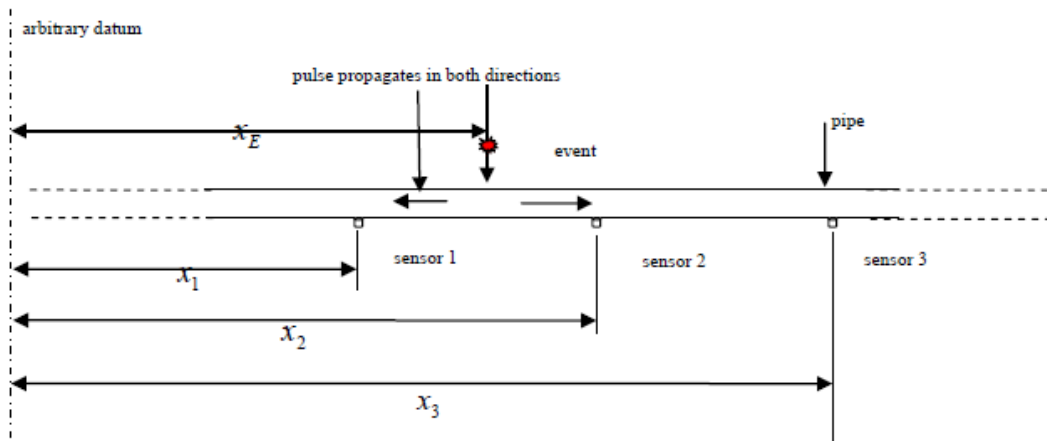 arbitrary datum
pulse propagates in both directions
x_E
event
pipe
sensor 1
sensor 2
sensor 3
x_1
x_2
x_3